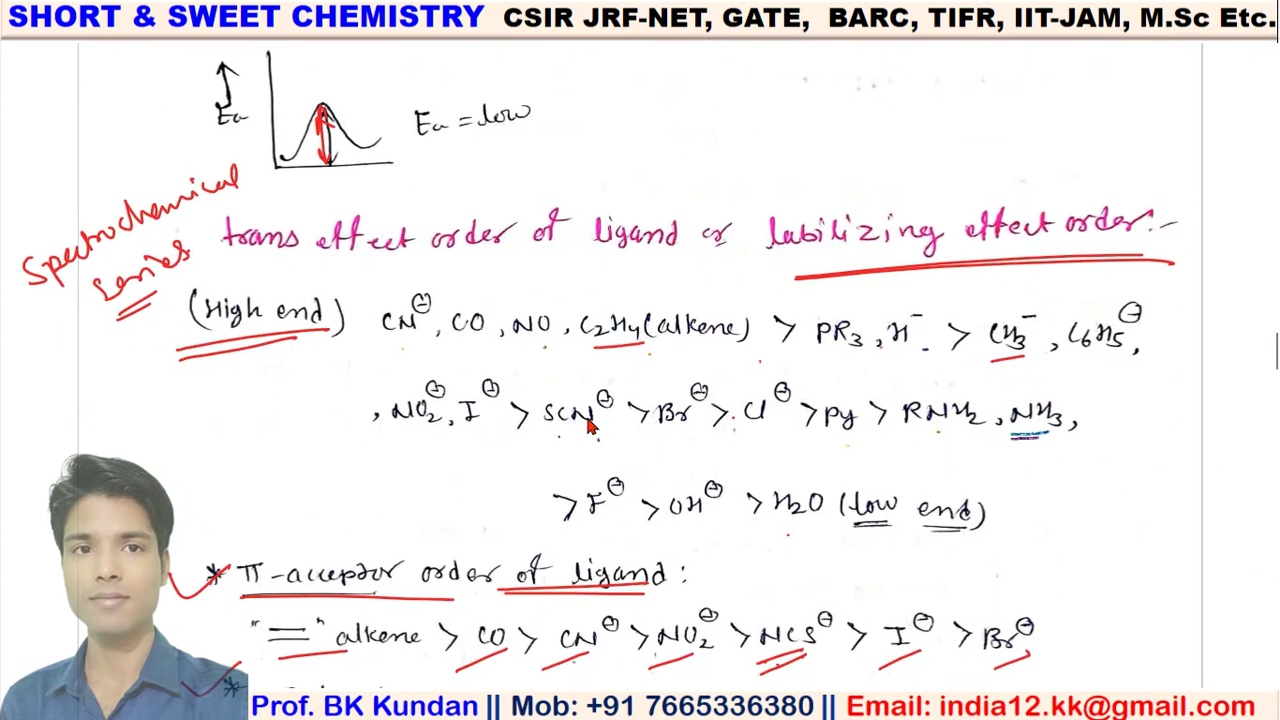 SHORT & SWEET CHEMISTRY CSIR JRF-NET, GATE, BARC, TIFR, IIT-JAM, M.Sc Etc.
Ea Ea = low
Spectrochemical
series
trans effect order of ligand or labilizing effect order:-
(High end) CN⊖, CO, NO, C2H4(alkene) > PR3, H⁻ > CH3⁻, C6H5⊖,
, NO2⊖, I⊖ > SCN⊖ > Br⊖ > Cl⊖ > Py > RNH2, NH3,
> F⊖ > OH⊖ > H2O (low end)
* π-acceptor order of ligand:
"=" alkene > CO > CN⊖ > NO2⊖ > NCS⊖ > I⊖ > Br⊖
Prof. BK Kundan || Mob: +91 7665336380 || Email: india12.kk@gmail.com